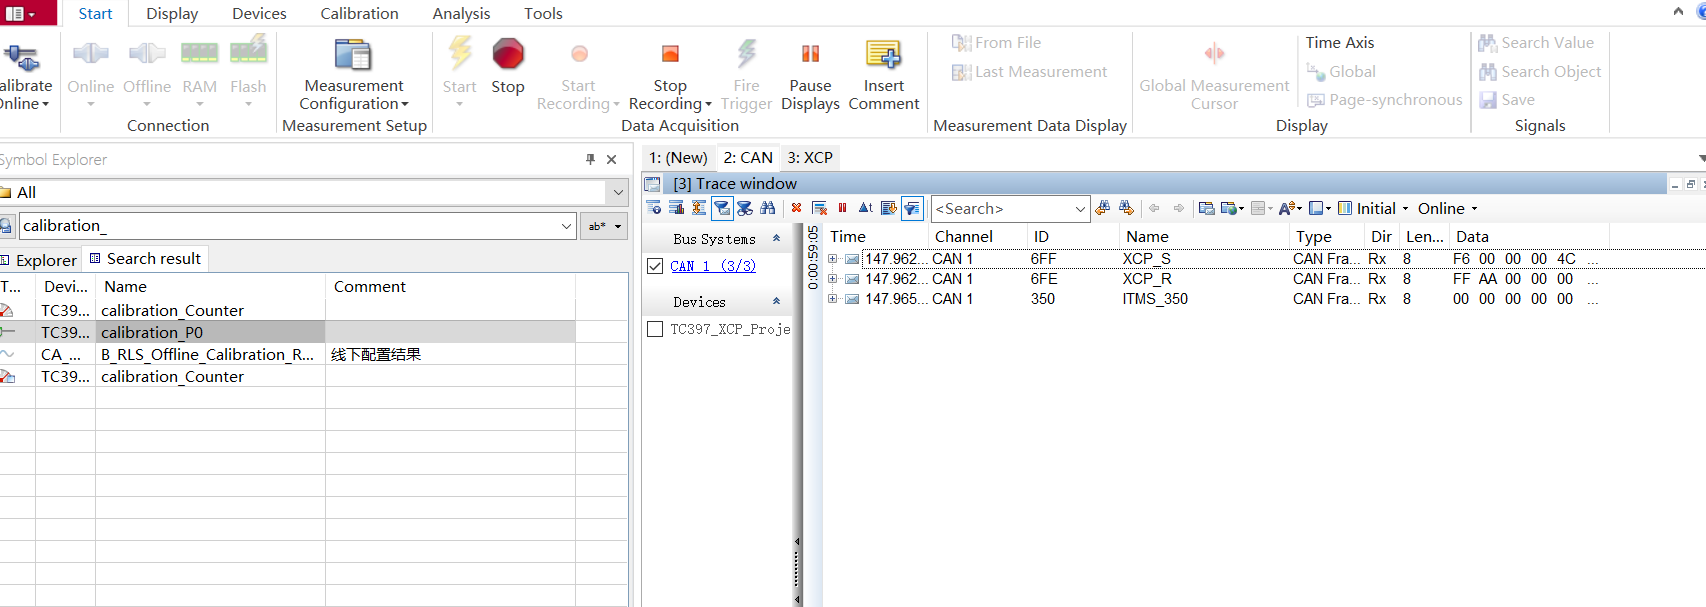 Start Display Devices Calibration Analysis Tools
From File Time Axis Search Value
Last Measurement Global Search Object
alibrate Online Offline RAM Flash Measurement Start Stop Start Stop Fire Pause Insert Global Measurement Page-synchronous Save
Online Configuration Recording Recording Trigger Displays Comment Cursor
Connection Measurement Setup Data Acquisition Measurement Data Display Display Signals
Symbol Explorer
1: (New) 2: CAN 3: XCP
All
[3] Trace window
calibration_ ab*
<Search> Initial Online
Explorer Search result
0:00:59:05
Bus Systems
CAN 1 (3/3)
Devices
TC397_XCP_Proje
T... Devi... Name Comment
TC39... calibration_Counter
TC39... calibration_P0
CA_... B_RLS_Offline_Calibration_R... 线下配置结果
TC39... calibration_Counter
Time Channel ID Name Type Dir Len... Data
147.962... CAN 1 6FF XCP_S CAN Fra... Rx 8 F6 00 00 00 4C ...
147.962... CAN 1 6FE XCP_R CAN Fra... Rx 8 FF AA 00 00 00 ...
147.965... CAN 1 350 ITMS_350 CAN Fra... Rx 8 00 00 00 00 00 ...